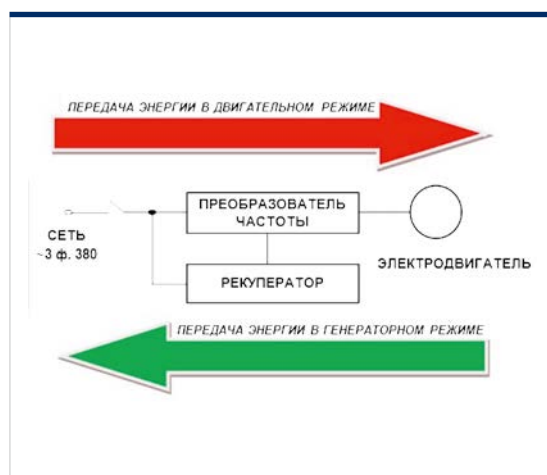 ПЕРЕДАЧА ЭНЕРГИИ В ДВИГАТЕЛЬНОМ РЕЖИМЕ
ПРЕОБРАЗОВАТЕЛЬ
ЧАСТОТЫ
СЕТЬ
~3 ф. 380
ЭЛЕКТРОДВИГАТЕЛЬ
РЕКУПЕРАТОР
ПЕРЕДАЧА ЭНЕРГИИ В ГЕНЕРАТОРНОМ РЕЖИМЕ